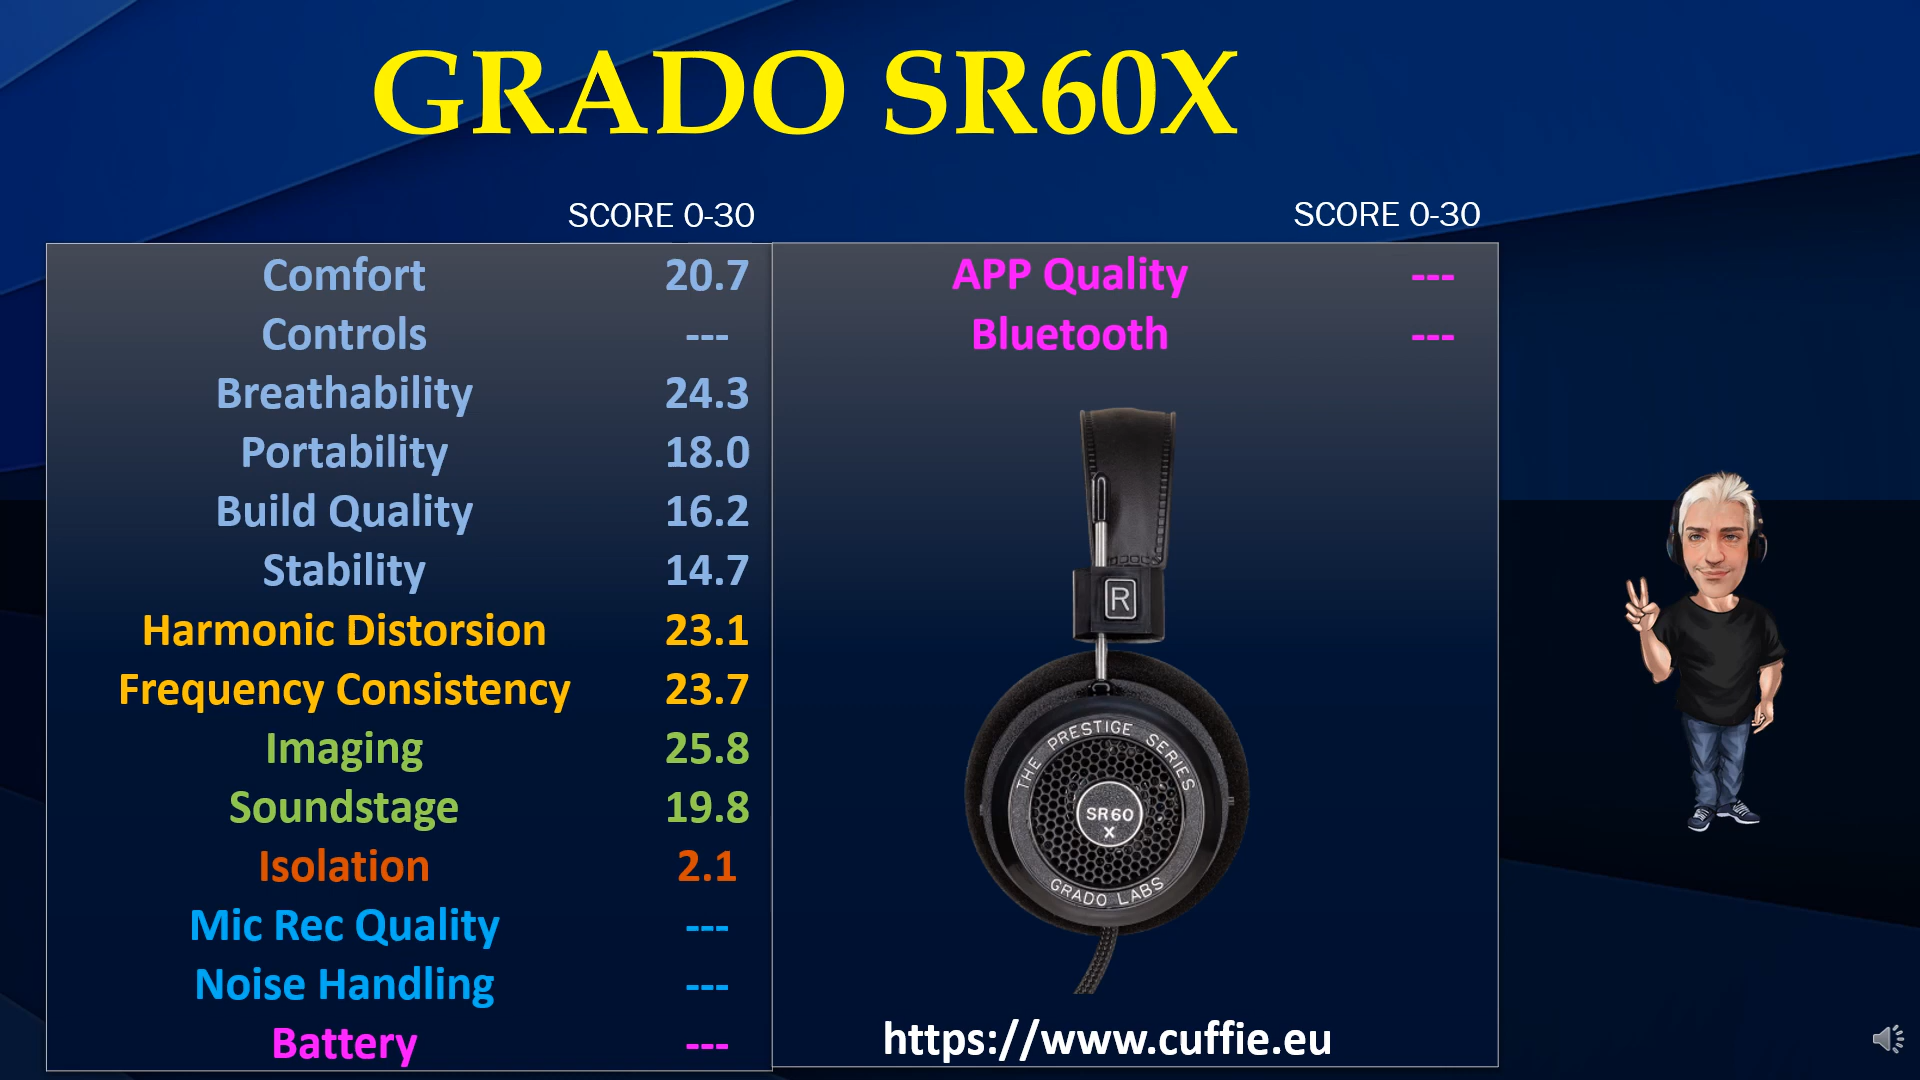 GRADO SR60X
SCORE 0-30
SCORE 0-30
Comfort 20.7
Controls ---
Breathability 24.3
Portability 18.0
Build Quality 16.2
Stability 14.7
Harmonic Distorsion 23.1
Frequency Consistency 23.7
Imaging 25.8
Soundstage 19.8
Isolation 2.1
Mic Rec Quality ---
Noise Handling ---
Battery ---
APP Quality ---
Bluetooth ---
R
THE PRESTIGE SERIES
SR60
X
GRADO LABS
https://www.cuffie.eu